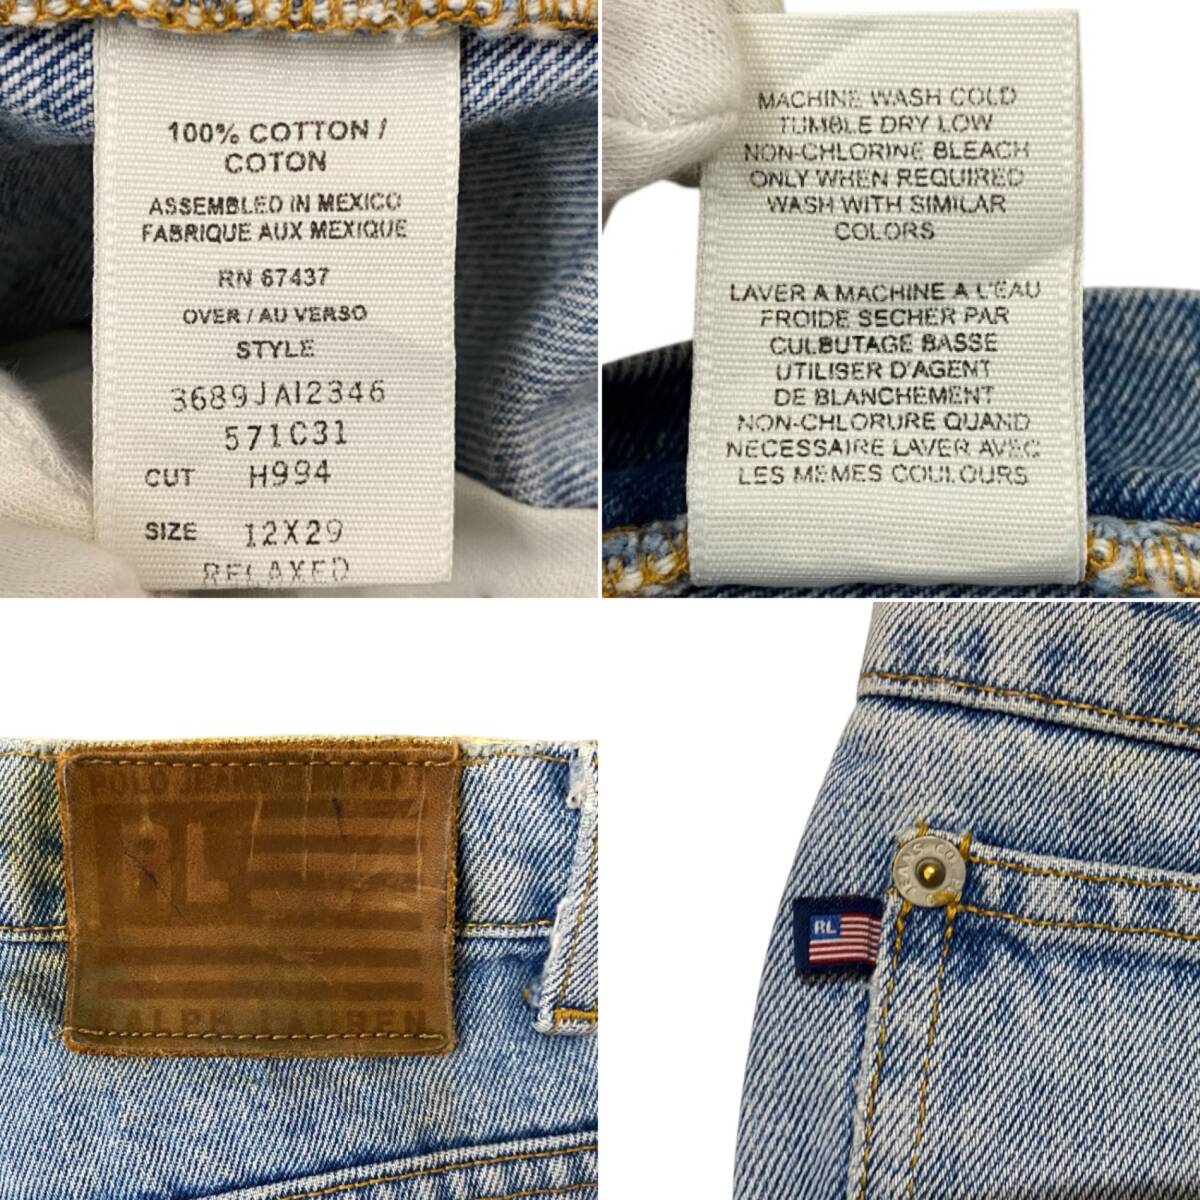 100% COTTON /
COTON
ASSEMBLED IN MEXICO
FABRIQUE AUX MEXIQUE
RN 67437
OVER / AU VERSO
STYLE
3689JAI2346
571C31
CUT H994
SIZE 12X29
RELAXED
MACHINE WASH COLD
TUMBLE DRY LOW
NON-CHLORINE BLEACH
ONLY WHEN REQUIRED
WASH WITH SIMILAR
COLORS
LAVER A MACHINE A L'EAU
FROIDE SECHER PAR
CULBUTAGE BASSE
UTILISER D'AGENT
DE BLANCHEMENT
NON-CHLORURE QUAND
NECESSAIRE LAVER AVEC
LES MEMES COULOURS
POLO JEANS COMPANY
RL
RALPH LAUREN
RL